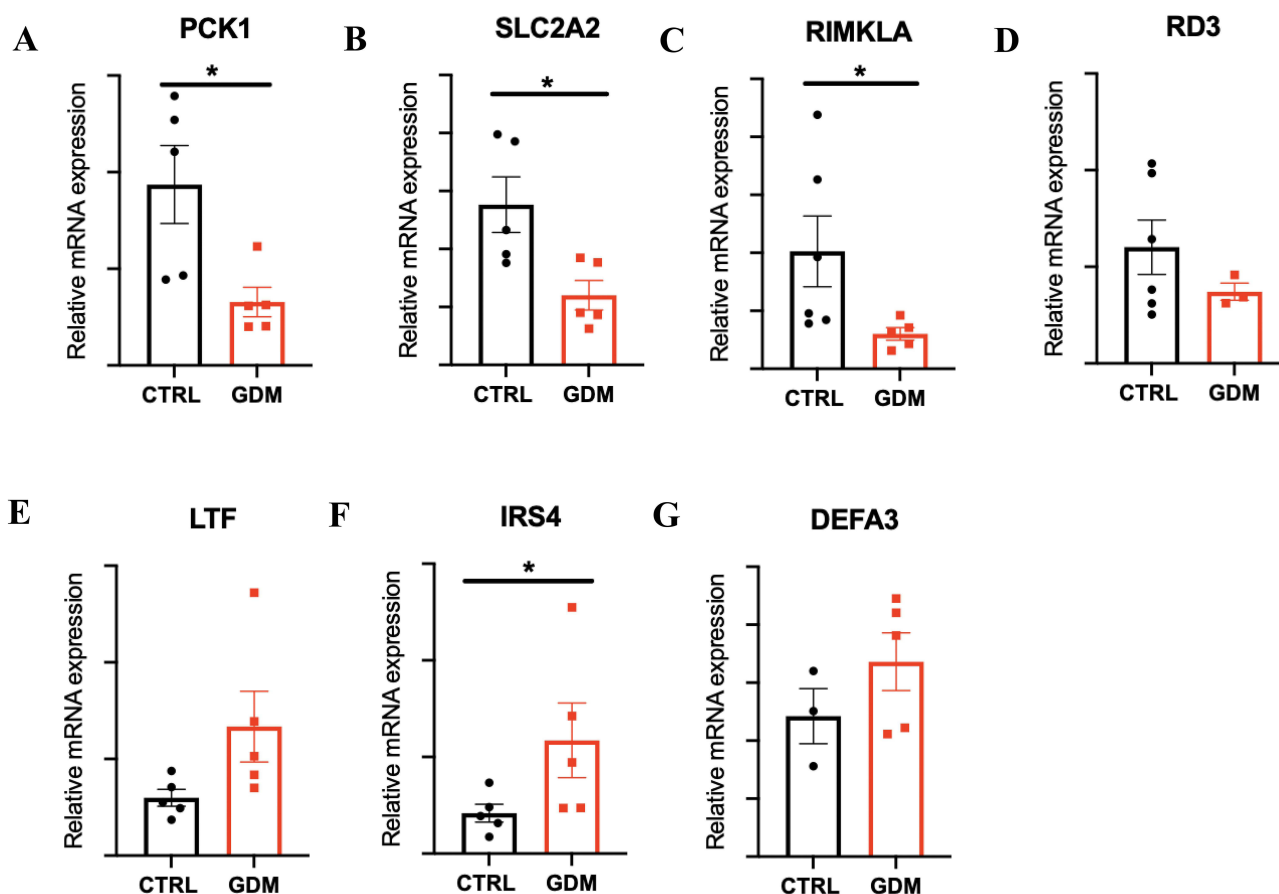 A PCK1
B SLC2A2
C RIMKLA
D RD3
* * *
Relative mRNA expression
Relative mRNA expression
Relative mRNA expression
Relative mRNA expression
CTRL GDM
CTRL GDM
CTRL GDM
CTRL GDM
E LTF
F IRS4
G DEFA3
*
Relative mRNA expression
Relative mRNA expression
Relative mRNA expression
CTRL GDM
CTRL GDM
CTRL GDM